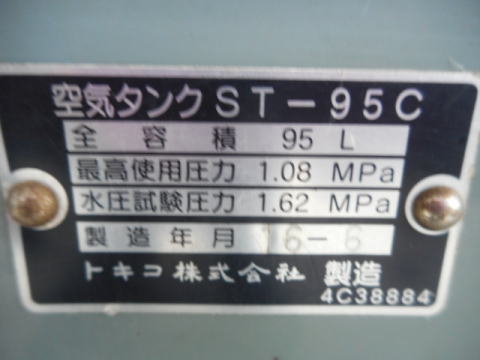 空気タンク ST-95C
全容積 95 L
最高使用圧力 1.08 MPa
水圧試験圧力 1.62 MPa
製造年月 16-6
トキコ株式会社 製造
4C38884